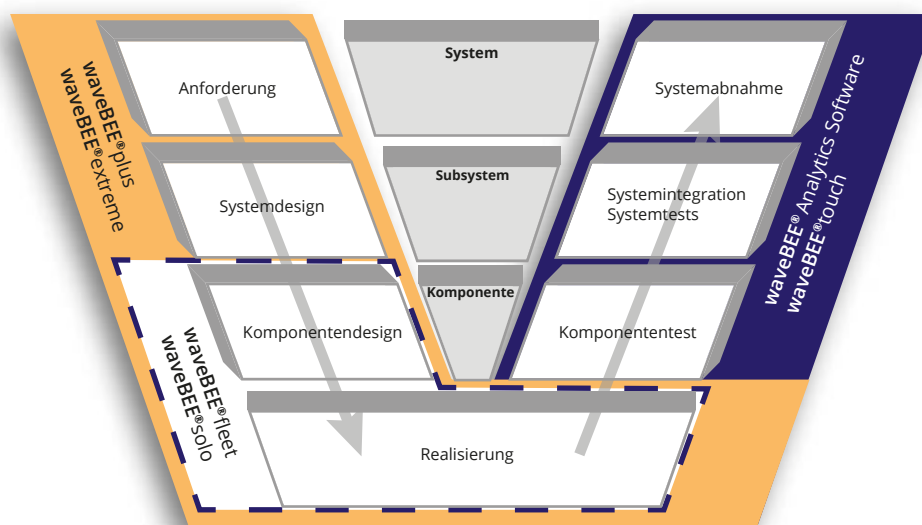 waveBEE®plus
waveBEE®extreme
Anforderung
Systemdesign
Komponentendesign
waveBEE®fleet
waveBEE®solo
Realisierung
System
Subsystem
Komponente
Systemabnahme
Systemintegration
Systemtests
Komponententest
waveBEE® Analytics Software
waveBEE®touch